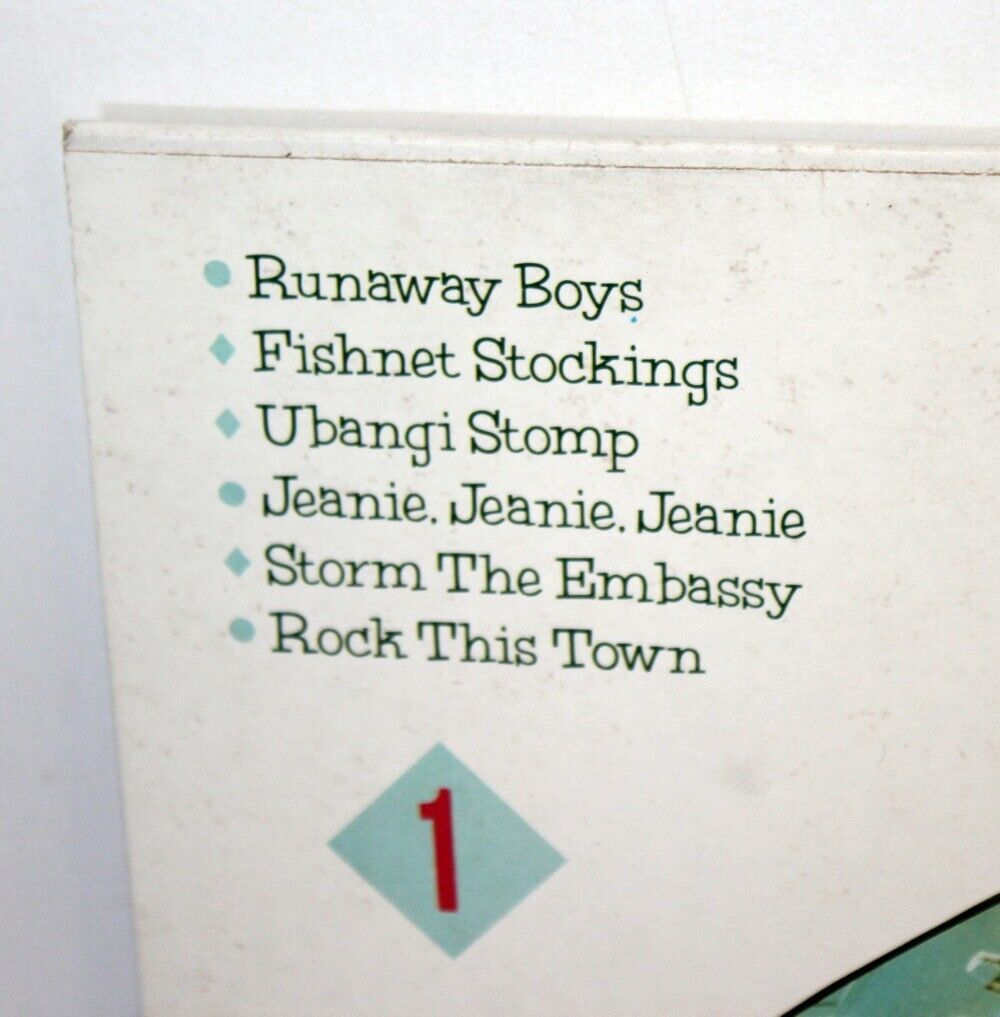 Runaway Boys
Fishnet Stockings
Ubangi Stomp
Jeanie. Jeanie. Jeanie
Storm The Embassy
Rock This Town
1